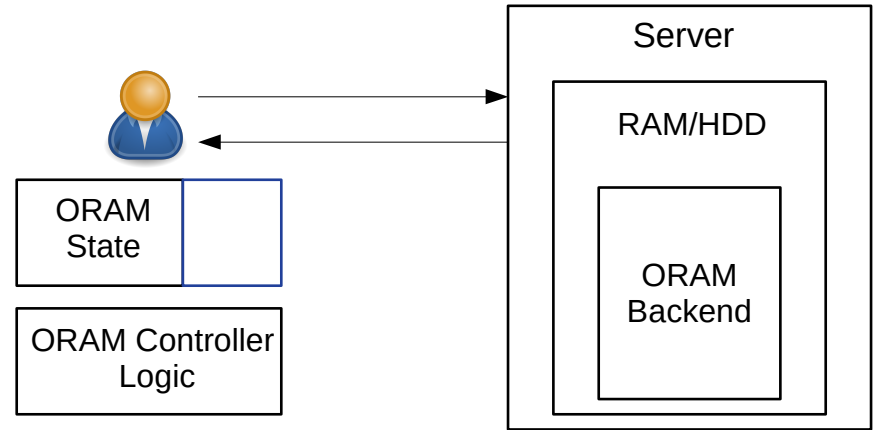 Server
RAM/HDD
ORAM
State
ORAM
Backend
ORAM Controller
Logic